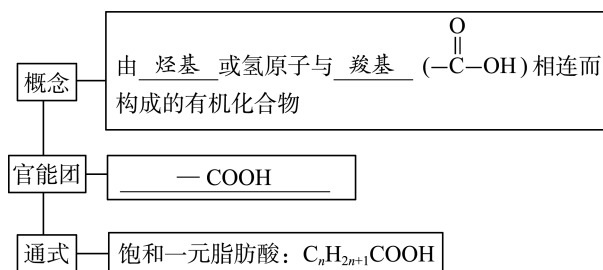 概念
由 烃基 或氢原子与 羧基 (—C(=O)—OH) 相连而
构成的有机化合物
官能团
—COOH
通式
饱和一元脂肪酸：CₙH₂ₙ₊₁COOH